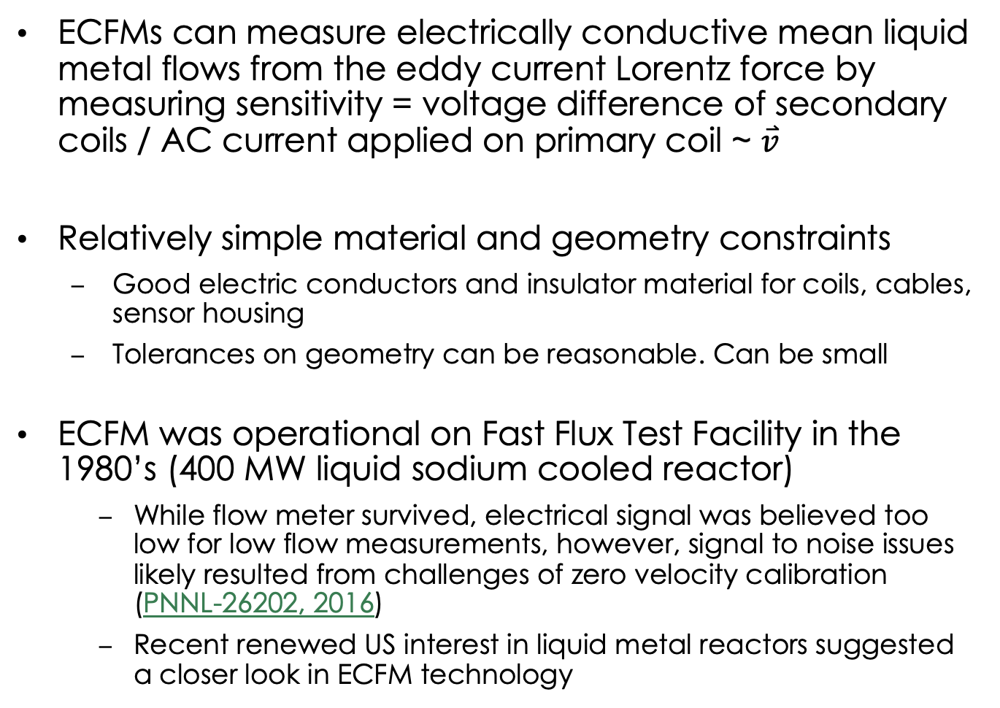 • ECFMs can measure electrically conductive mean liquid
metal flows from the eddy current Lorentz force by
measuring sensitivity = voltage difference of secondary
coils / AC current applied on primary coil ~ v⃗
• Relatively simple material and geometry constraints
– Good electric conductors and insulator material for coils, cables,
sensor housing
– Tolerances on geometry can be reasonable. Can be small
• ECFM was operational on Fast Flux Test Facility in the
1980’s (400 MW liquid sodium cooled reactor)
– While flow meter survived, electrical signal was believed too
low for low flow measurements, however, signal to noise issues
likely resulted from challenges of zero velocity calibration
(PNNL-26202, 2016)
– Recent renewed US interest in liquid metal reactors suggested
a closer look in ECFM technology